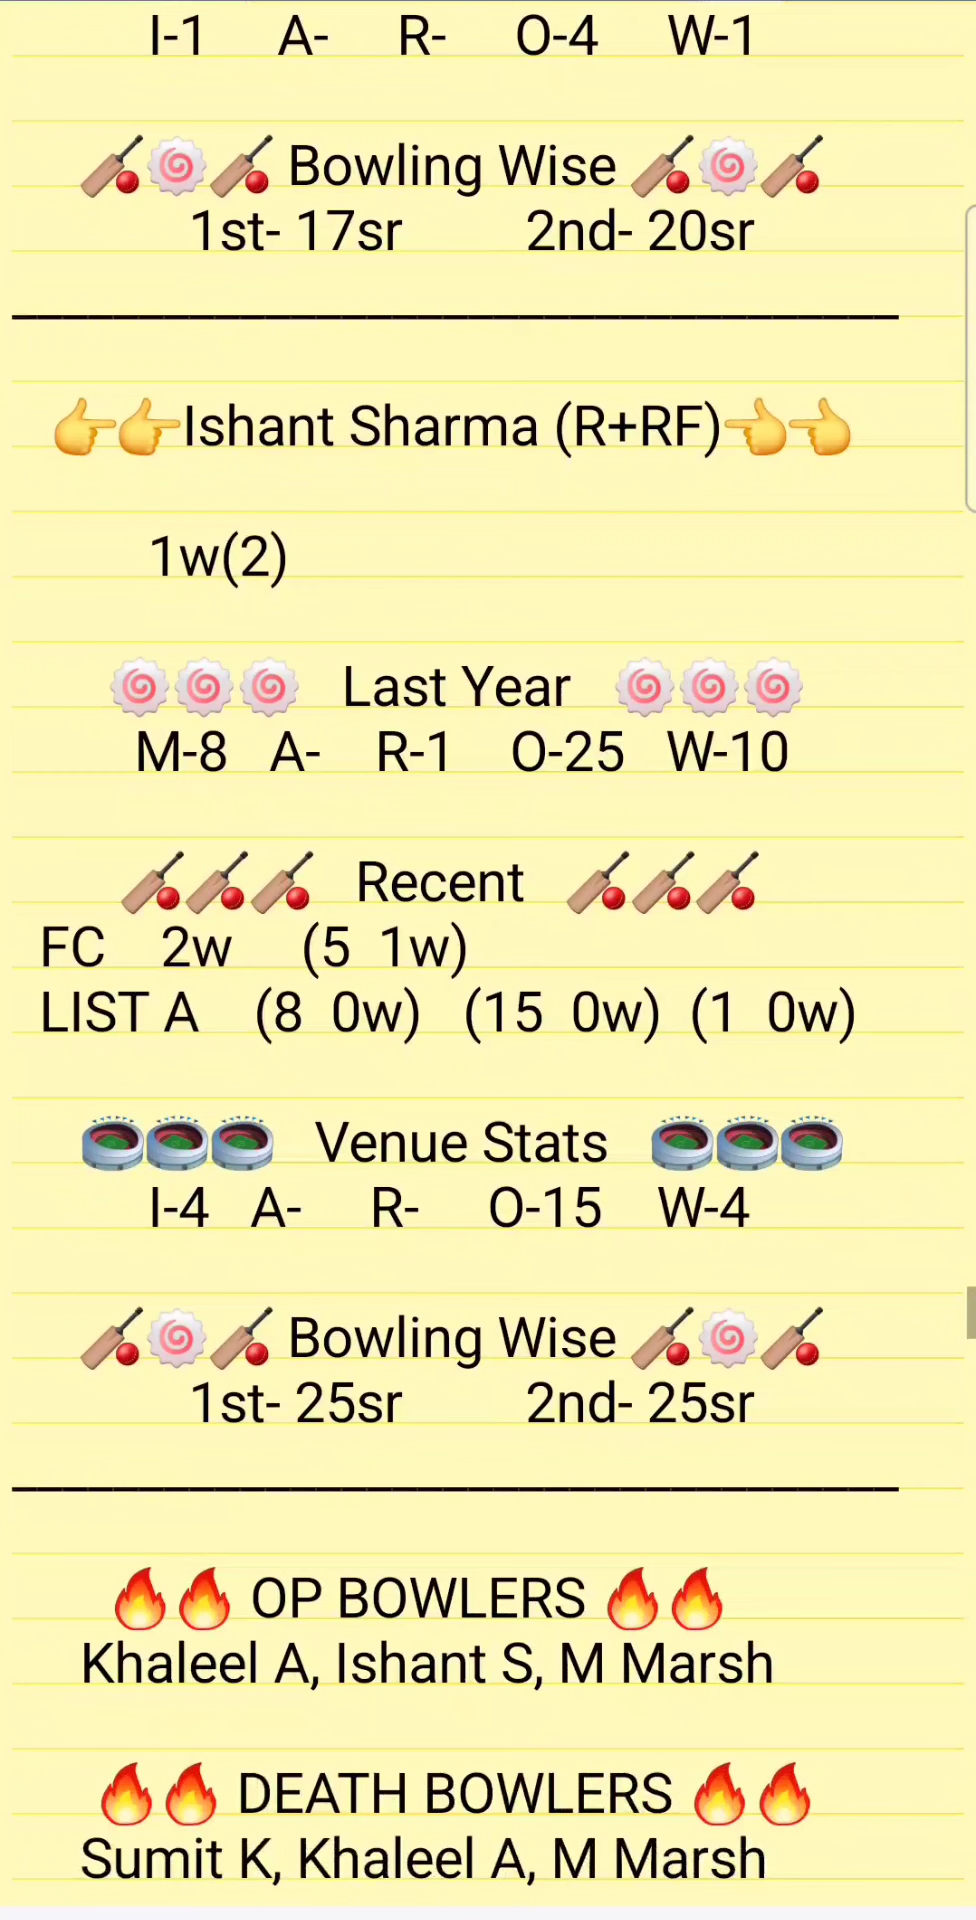 I-1 A- R- O-4 W-1
🏏🍥🏏 Bowling Wise 🏏🍥🏏
1st- 17sr 2nd- 20sr
👉👉Ishant Sharma (R+RF)👈👈
1w(2)
🍥🍥🍥 Last Year 🍥🍥🍥
M-8 A- R-1 O-25 W-10
🏏🏏🏏 Recent 🏏🏏🏏
FC 2w (5 1w)
LIST A (8 0w) (15 0w) (1 0w)
🏟🏟🏟 Venue Stats 🏟🏟🏟
I-4 A- R- O-15 W-4
🏏🍥🏏 Bowling Wise 🏏🍥🏏
1st- 25sr 2nd- 25sr
🔥🔥 OP BOWLERS 🔥🔥
Khaleel A, Ishant S, M Marsh
🔥🔥 DEATH BOWLERS 🔥🔥
Sumit K, Khaleel A, M Marsh